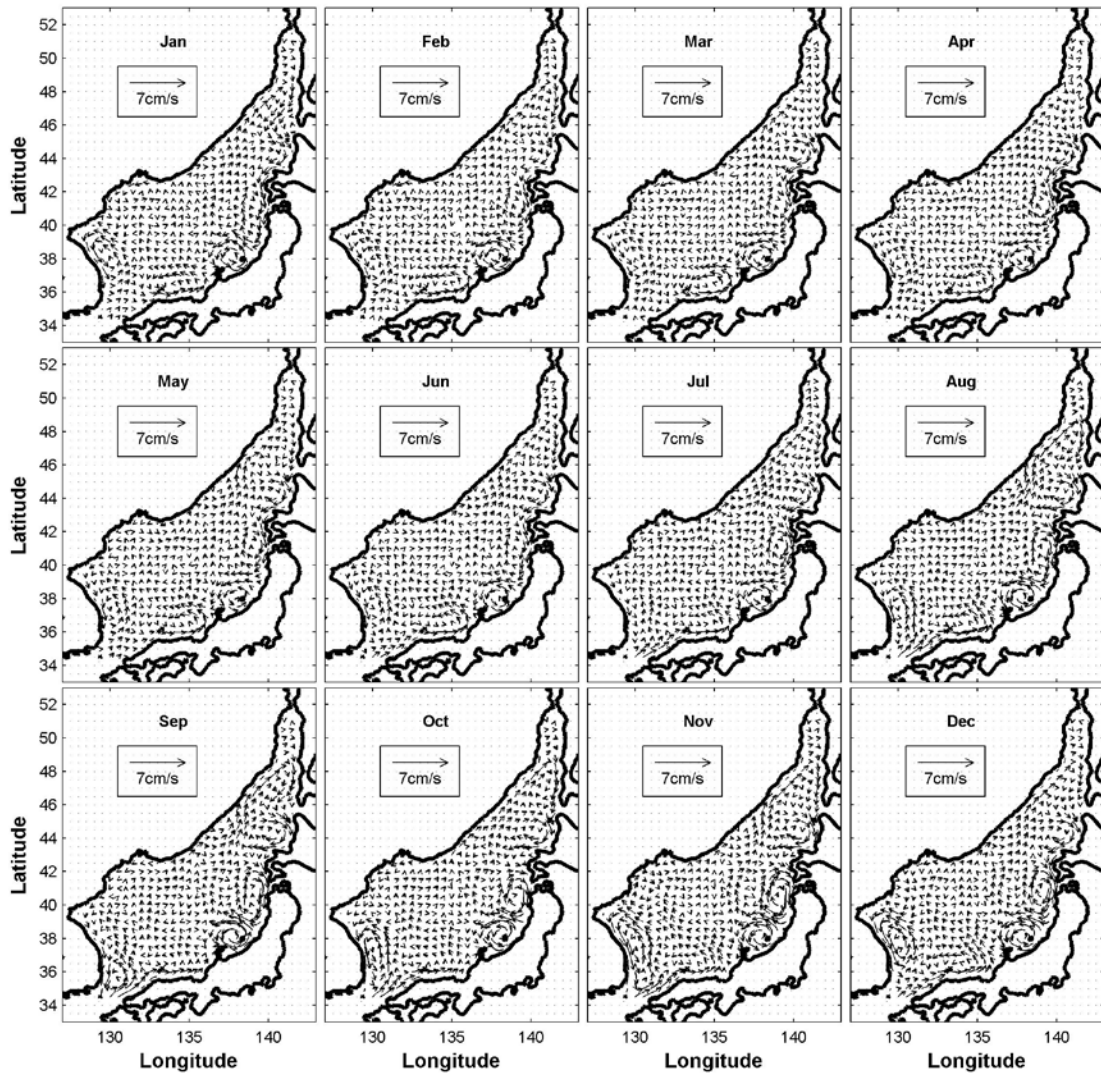 Jan
Feb
Mar
Apr
7cm/s
7cm/s
7cm/s
7cm/s
52
50
48
46
44
42
40
38
36
34
Latitude
May
Jun
Jul
Aug
7cm/s
7cm/s
7cm/s
7cm/s
52
50
48
46
44
42
40
38
36
34
Latitude
Sep
Oct
Nov
Dec
7cm/s
7cm/s
7cm/s
7cm/s
52
50
48
46
44
42
40
38
36
34
Latitude
130 135 140
130 135 140
130 135 140
130 135 140
Longitude
Longitude
Longitude
Longitude